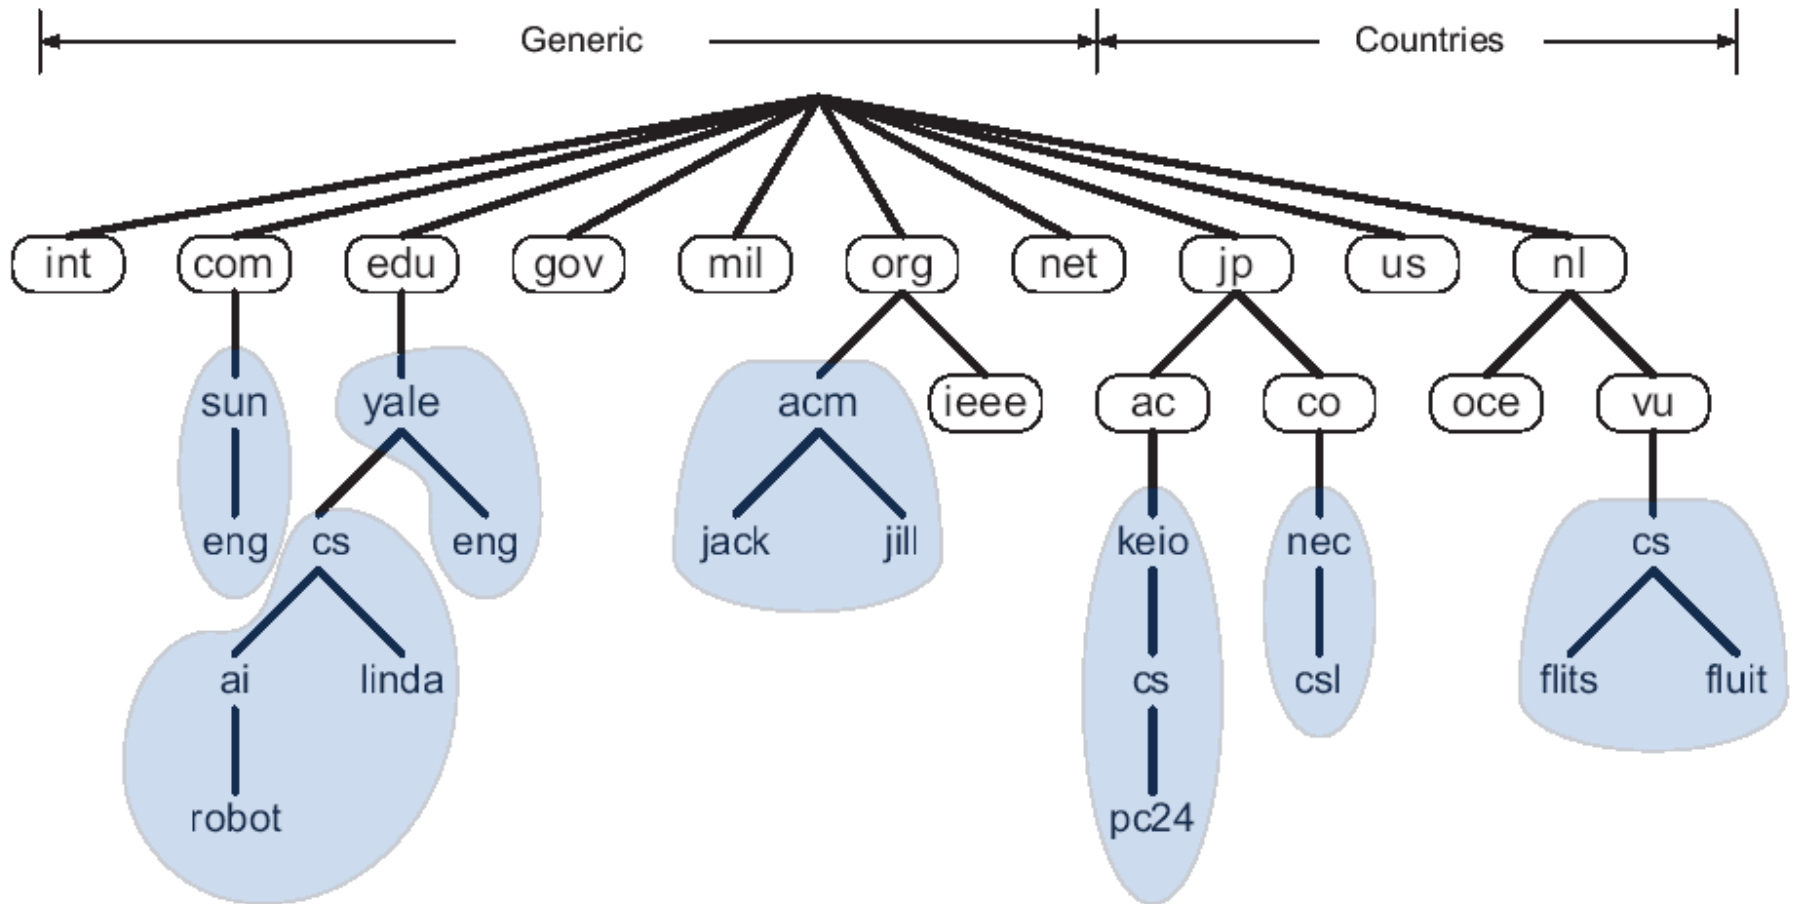 Generic Countries
int com edu gov mil org net jp us nl
sun yale acm ieee ac co oce vu
eng cs eng jack jill keio nec cs
ai linda cs csl flits fluit
robot pc24